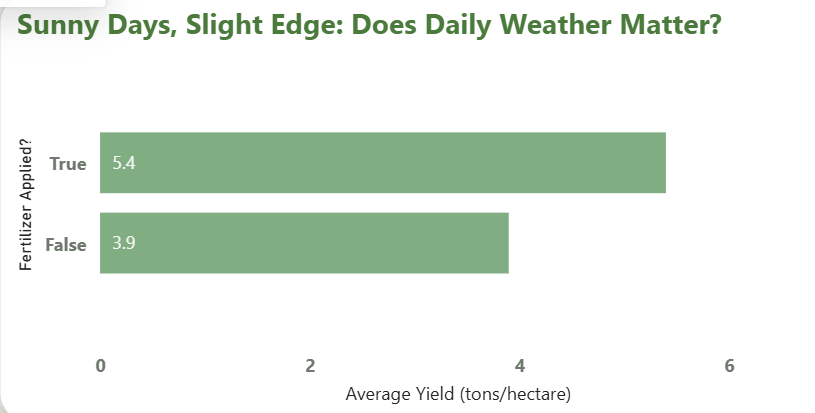 Sunny Days, Slight Edge: Does Daily Weather Matter?
Fertilizer Applied?
True
5.4
False
3.9
0 2 4 6
Average Yield (tons/hectare)